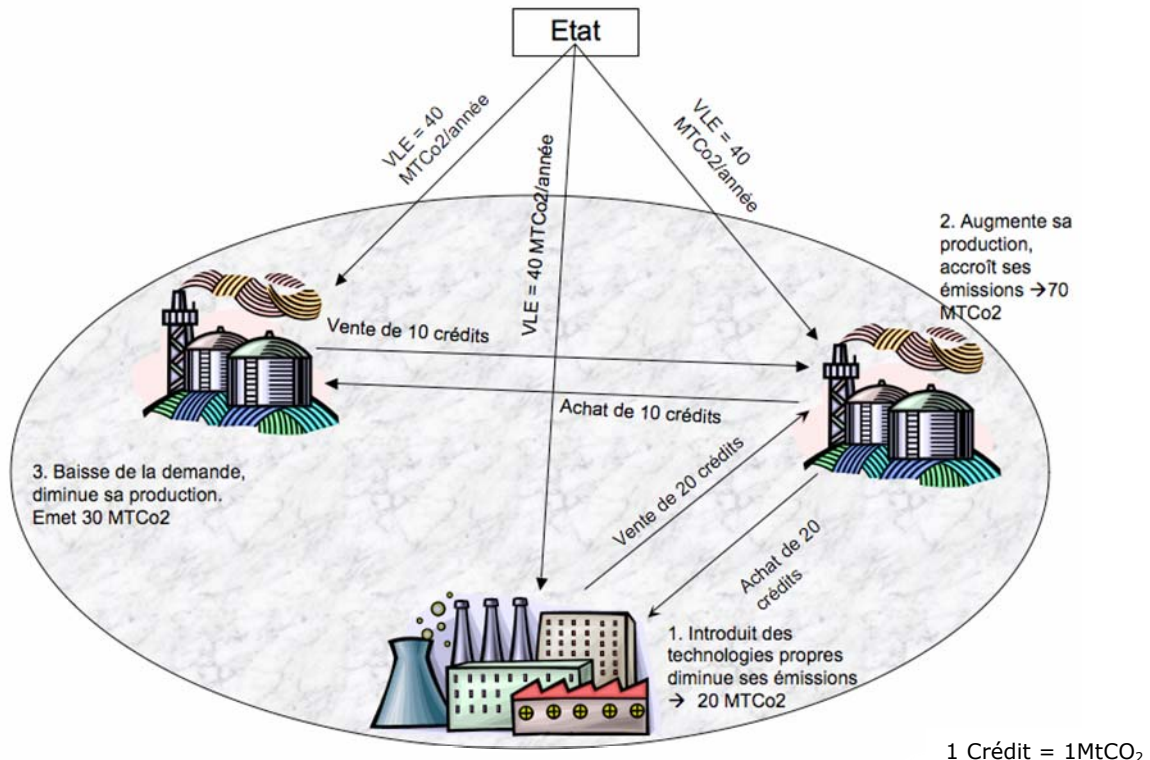 Etat
VLE = 40
MTCo2/année
VLE = 40 MTCo2/année
VLE = 40
MTCo2/année
2. Augmente sa
production,
accroît ses
émissions →70
MTCo2
Vente de 10 crédits
Achat de 10 crédits
3. Baisse de la demande,
diminue sa production.
Emet 30 MTCo2
Vente de 20 crédits
Achat de 20
crédits
1. Introduit des
technologies propres
diminue ses émissions
→ 20 MTCo2
1 Crédit = 1MtCO₂